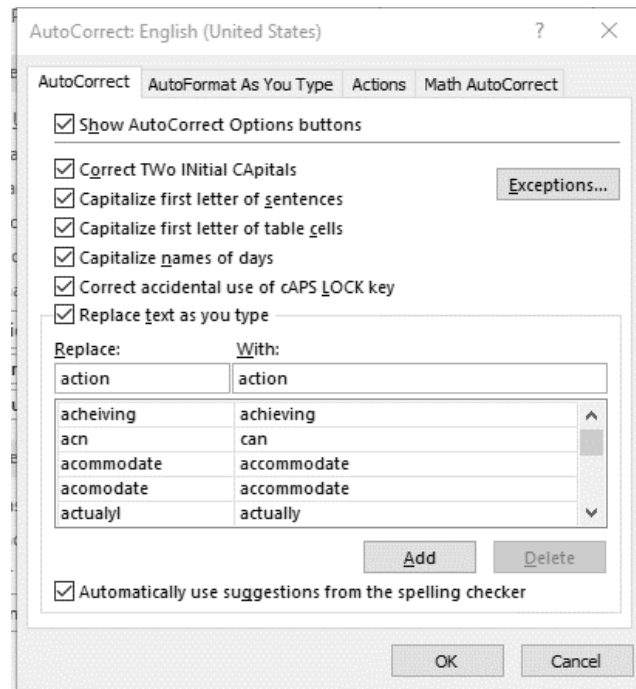 AutoCorrect: English (United States) ?
AutoCorrect AutoFormat As You Type Actions Math AutoCorrect
Show AutoCorrect Options buttons
Correct TWo INitial CApitals
Exceptions...
Capitalize first letter of sentences
Capitalize first letter of table cells
Capitalize names of days
Correct accidental use of cAPS LOCK key
Replace text as you type
Replace: With:
action action
acheiving achieving
acn can
acommodate accommodate
acomodate accommodate
actualyl actually
Add Delete
Automatically use suggestions from the spelling checker
OK Cancel